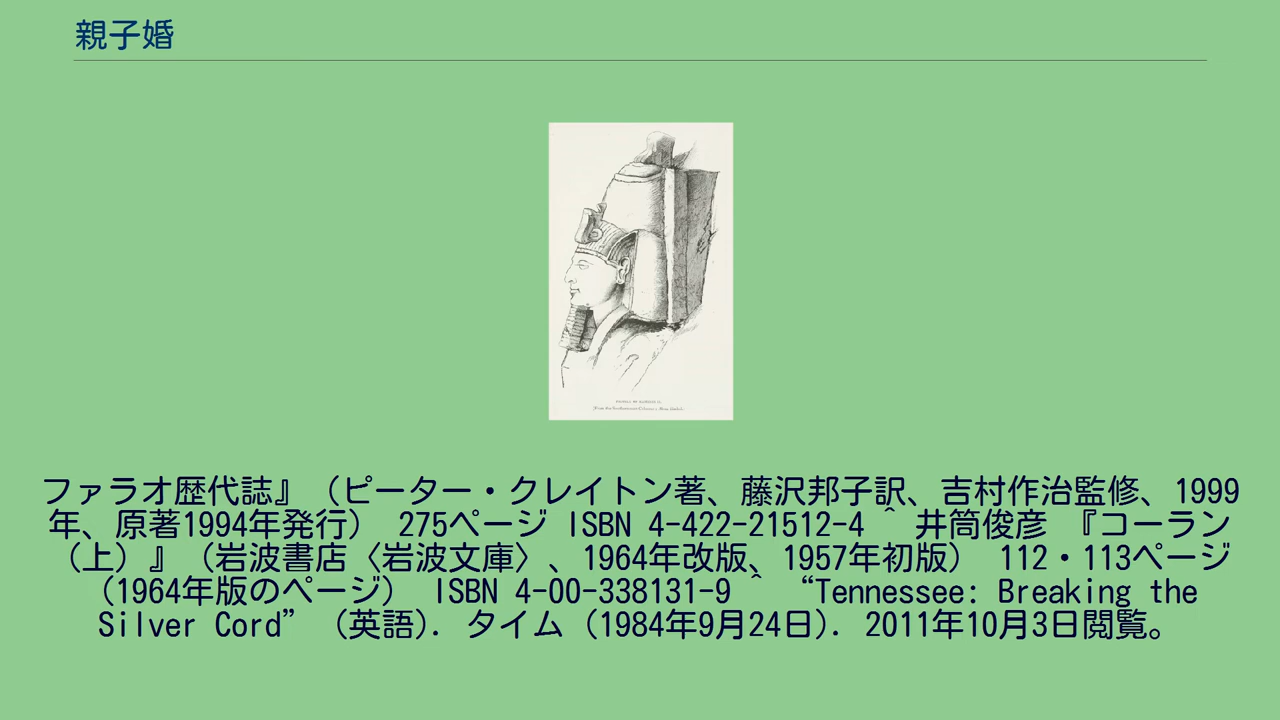 親子婚
ファラオ歴代誌』（ピーター・クレイトン著、藤沢邦子訳、吉村作治監修、1999
年、原著1994年発行） 275ページ ISBN 4-422-21512-4 ^ 井筒俊彦 『コーラン
（上）』（岩波書店〈岩波文庫〉、1964年改版、1957年初版） 112・113ページ
（1964年版のページ） ISBN 4-00-338131-9 ^ “Tennessee: Breaking the
Silver Cord” (英語). タイム (1984年9月24日). 2011年10月3日閲覧。